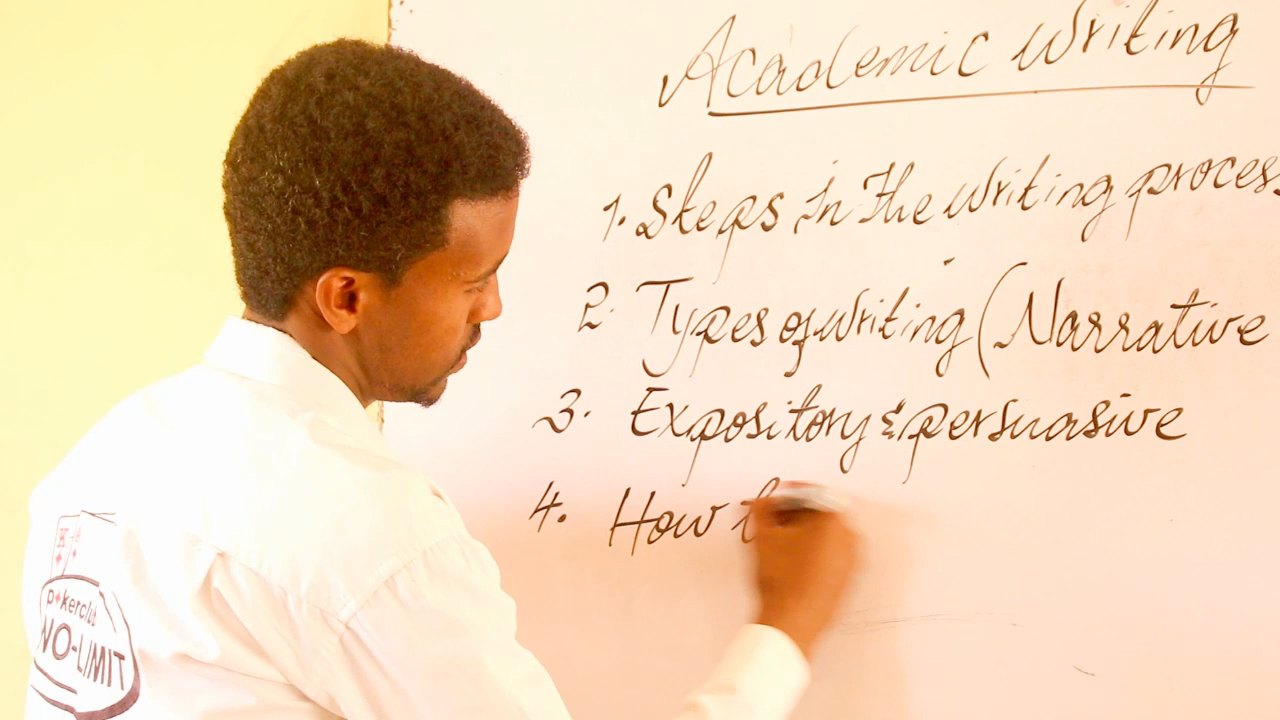 Academic Writing
1. Steps In The Writing process
2. Types of Writing (Narrative
3. Expository & persuasive
4. How t
K A
pokerclub
NO-LIMIT